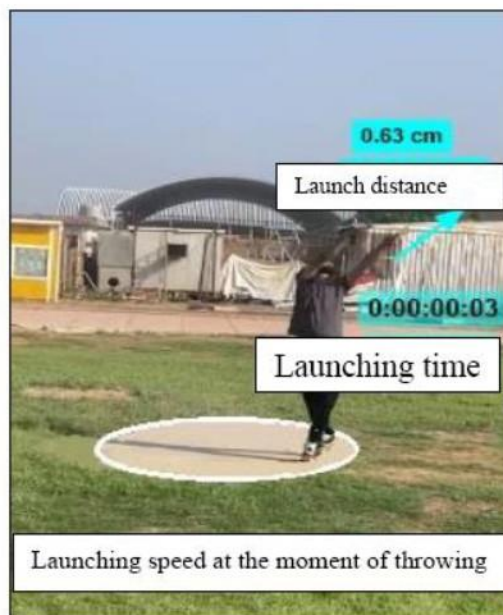 0.63 cm
Launch distance
0:00:00:03
Launching time
Launching speed at the moment of throwing